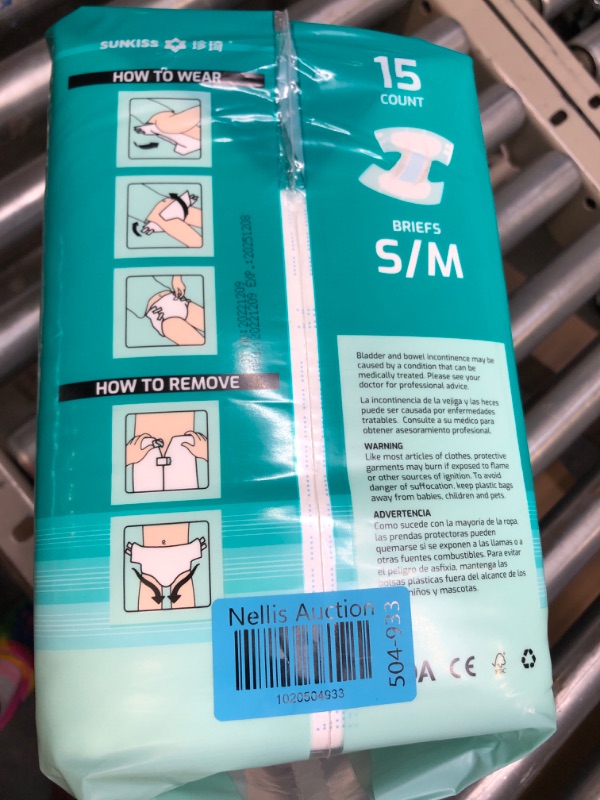 SUNKISS 珍琦
HOW TO WEAR
:20221209
20221209 EXP.:20251208
HOW TO REMOVE
15
COUNT
BRIEFS
S/M
Bladder and bowel incontinence may be
caused by a condition that can be
medically treated. Please see your
doctor for professional advice.
La incontinencia de la vejiga y las heces
puede ser causada por enfermedades
tratables. Consulte a su médico para
obtener asesoramiento profesional.
WARNING
Like most articles of clothes, protective
garments may burn if exposed to flame
or other sources of ignition. To avoid
danger of suffocation, keep plastic bags
away from babies, children and pets.
ADVERTENCIA
Como sucede con la mayoría de la ropa,
las prendas protectoras pueden
quemarse si se exponen a las llamas o a
otras fuentes combustibles. Para evitar
el peligro de asfixia, mantenga las
bolsas plásticas fuera del alcance de los
niños y mascotas.
CE
Nellis Auction
1020504933
504-933